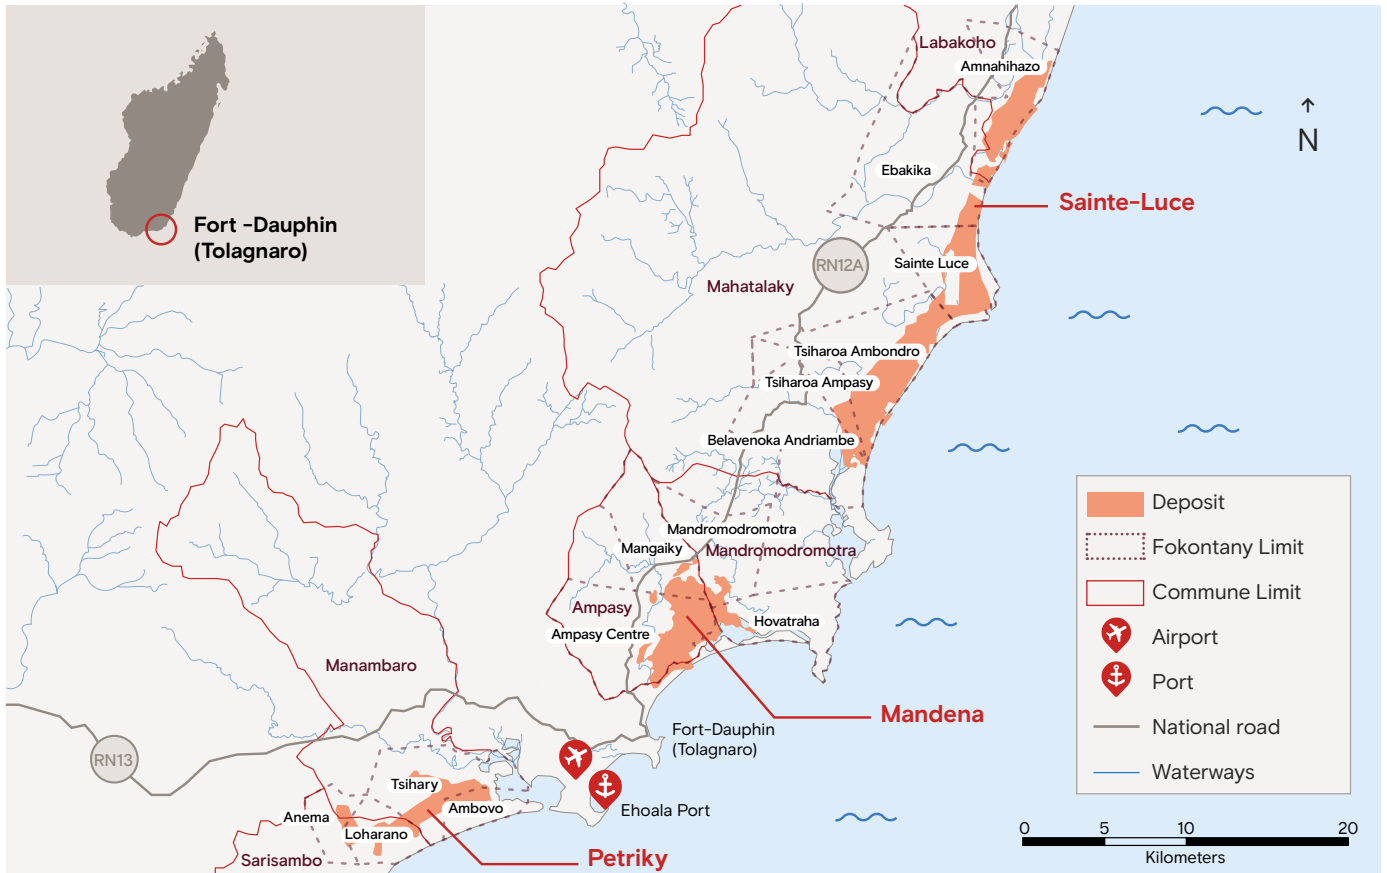 Fort -Dauphin
(Tolagnaro)
Labakoho
Amnahihazo
N
Ebakika
Sainte-Luce
RN12A
Sainte Luce
Mahatalaky
Tsiharoa Ambondro
Tsiharoa Ampasy
Belavenoka Andriambe
Mandromodromotra
Mangaiky
Mandromodromotra
Ampasy
Hovatraha
Ampasy Centre
Manambaro
Mandena
Fort-Dauphin
(Tolagnaro)
RN13
Tsihary
Ambovo
Ehoala Port
Anema
Loharano
Sarisambo
Petriky
Deposit
Fokontany Limit
Commune Limit
Airport
Port
National road
Waterways
0 5 10 20
Kilometers